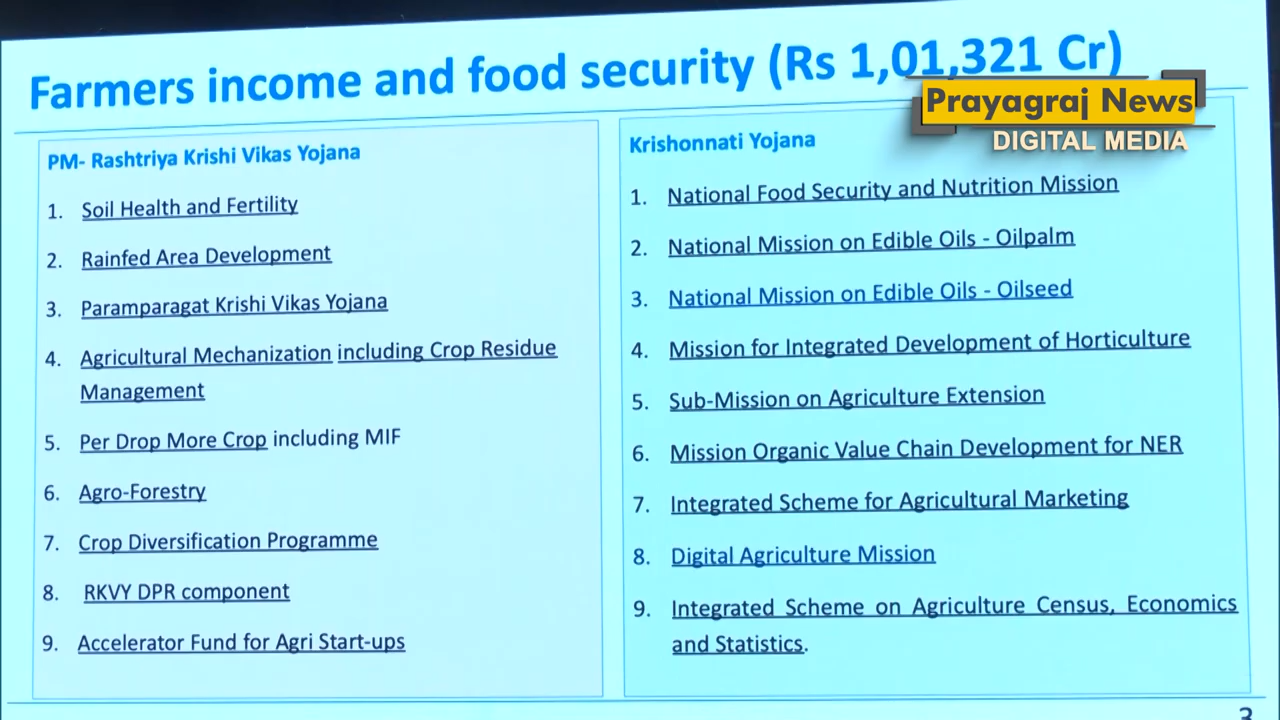 Farmers income and food security (Rs 1,01,321 Cr)
Prayagraj News
DIGITAL MEDIA
PM- Rashtriya Krishi Vikas Yojana
1. Soil Health and Fertility
2. Rainfed Area Development
3. Paramparagat Krishi Vikas Yojana
4. Agricultural Mechanization including Crop Residue
Management
5. Per Drop More Crop including MIF
6. Agro-Forestry
7. Crop Diversification Programme
8. RKVY DPR component
9. Accelerator Fund for Agri Start-ups
Krishonnati Yojana
1. National Food Security and Nutrition Mission
2. National Mission on Edible Oils - Oilpalm
3. National Mission on Edible Oils - Oilseed
4. Mission for Integrated Development of Horticulture
5. Sub-Mission on Agriculture Extension
6. Mission Organic Value Chain Development for NER
7. Integrated Scheme for Agricultural Marketing
8. Digital Agriculture Mission
9. Integrated Scheme on Agriculture Census, Economics
and Statistics.
3